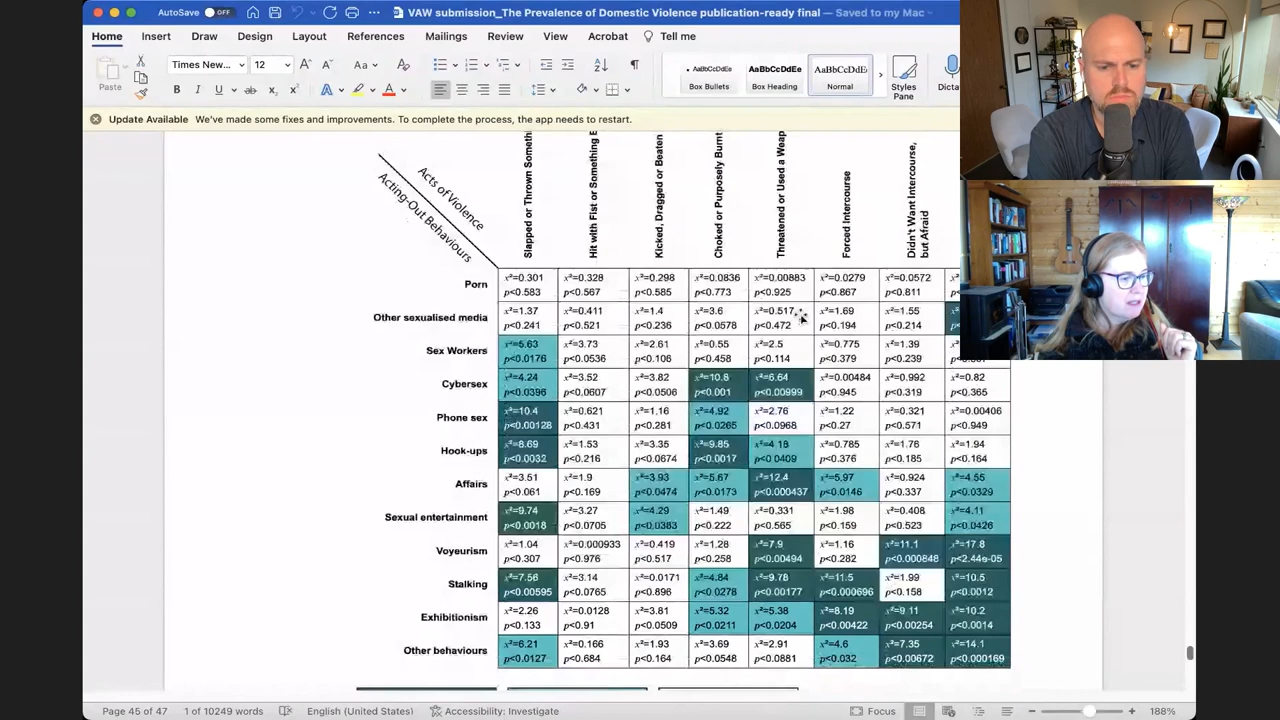 AutoSave OFF VAW submission_The Prevalence of Domestic Violence publication-ready final — Saved to my Mac
Home Insert Draw Design Layout References Mailings Review View Acrobat Tell me
Paste Times New... 12 A A Aa A ¶ AaBbCcDdE AaBbCcDdEe AaBbCcDdE
B I U ab x₂ x² A A Box Bullets Box Heading Normal Styles Pane Dicta
Update Available We've made some fixes and improvements. To complete the process, the app needs to restart.
Acts of Violence
Acting-Out Behaviours
Slapped or Thrown Somethi
Hit with Fist or Something E
Kicked, Dragged or Beaten
Choked or Purposely Burnt
Threatened or Used a Weap
Forced Intercourse
Didn't Want Intercourse,
but Afraid
Porn
x²=0.301 x²=0.328 x²=0.298 x²=0.0836 x²=0.00883 x²=0.0279 x²=0.0572
p<0.583 p<0.567 p<0.585 p<0.773 p<0.925 p<0.867 p<0.811
Other sexualised media
x²=1.37 x²=0.411 x²=1.4 x²=3.6 x²=0.517 x²=1.69 x²=1.55
p<0.241 p<0.521 p<0.236 p<0.0578 p<0.472 p<0.194 p<0.214
Sex Workers
x²=5.63 x²=3.73 x²=2.61 x²=0.55 x²=2.5 x²=0.775 x²=1.39
p<0.0176 p<0.0536 p<0.106 p<0.458 p<0.114 p<0.379 p<0.239
Cybersex
x²=4.24 x²=3.52 x²=3.82 x²=10.8 x²=6.64 x²=0.00484 x²=0.992 x²=0.82
p<0.0396 p<0.0607 p<0.0506 p<0.001 p<0.00999 p<0.945 p<0.319 p<0.365
Phone sex
x²=10.4 x²=0.621 x²=1.16 x²=4.92 x²=2.76 x²=1.22 x²=0.321 x²=0.00406
p<0.00128 p<0.431 p<0.281 p<0.0265 p<0.0968 p<0.27 p<0.571 p<0.949
Hook-ups
x²=8.69 x²=1.53 x²=3.35 x²=9.85 x²=4.18 x²=0.785 x²=1.76 x²=1.94
p<0.0032 p<0.216 p<0.0674 p<0.0017 p<0.0409 p<0.376 p<0.185 p<0.164
Affairs
x²=3.51 x²=1.9 x²=3.93 x²=5.67 x²=12.4 x²=5.97 x²=0.924 x²=4.55
p<0.061 p<0.169 p<0.0474 p<0.0173 p<0.000437 p<0.0146 p<0.337 p<0.0329
Sexual entertainment
x²=9.74 x²=3.27 x²=4.29 x²=1.49 x²=0.331 x²=1.98 x²=0.408 x²=4.11
p<0.0018 p<0.0705 p<0.0383 p<0.222 p<0.565 p<0.159 p<0.523 p<0.0426
Voyeurism
x²=1.04 x²=0.000933 x²=0.419 x²=1.28 x²=7.9 x²=1.16 x²=11.1 x²=17.8
p<0.307 p<0.976 p<0.517 p<0.258 p<0.00494 p<0.282 p<0.000848 p<2.44e-05
Stalking
x²=7.56 x²=3.14 x²=0.0171 x²=4.84 x²=9.78 x²=11.5 x²=1.99 x²=10.5
p<0.00595 p<0.0765 p<0.896 p<0.0278 p<0.00177 p<0.000696 p<0.158 p<0.0012
Exhibitionism
x²=2.26 x²=0.0128 x²=3.81 x²=5.32 x²=5.38 x²=8.19 x²=9.11 x²=10.2
p<0.133 p<0.91 p<0.0509 p<0.0211 p<0.0204 p<0.00422 p<0.00254 p<0.0014
Other behaviours
x²=6.21 x²=0.166 x²=1.93 x²=3.69 x²=2.91 x²=4.6 x²=7.35 x²=14.1
p<0.0127 p<0.684 p<0.164 p<0.0548 p<0.0881 p<0.032 p<0.00672 p<0.000169
Page 45 of 47 1 of 10249 words English (United States) Accessibility: Investigate Focus 188%